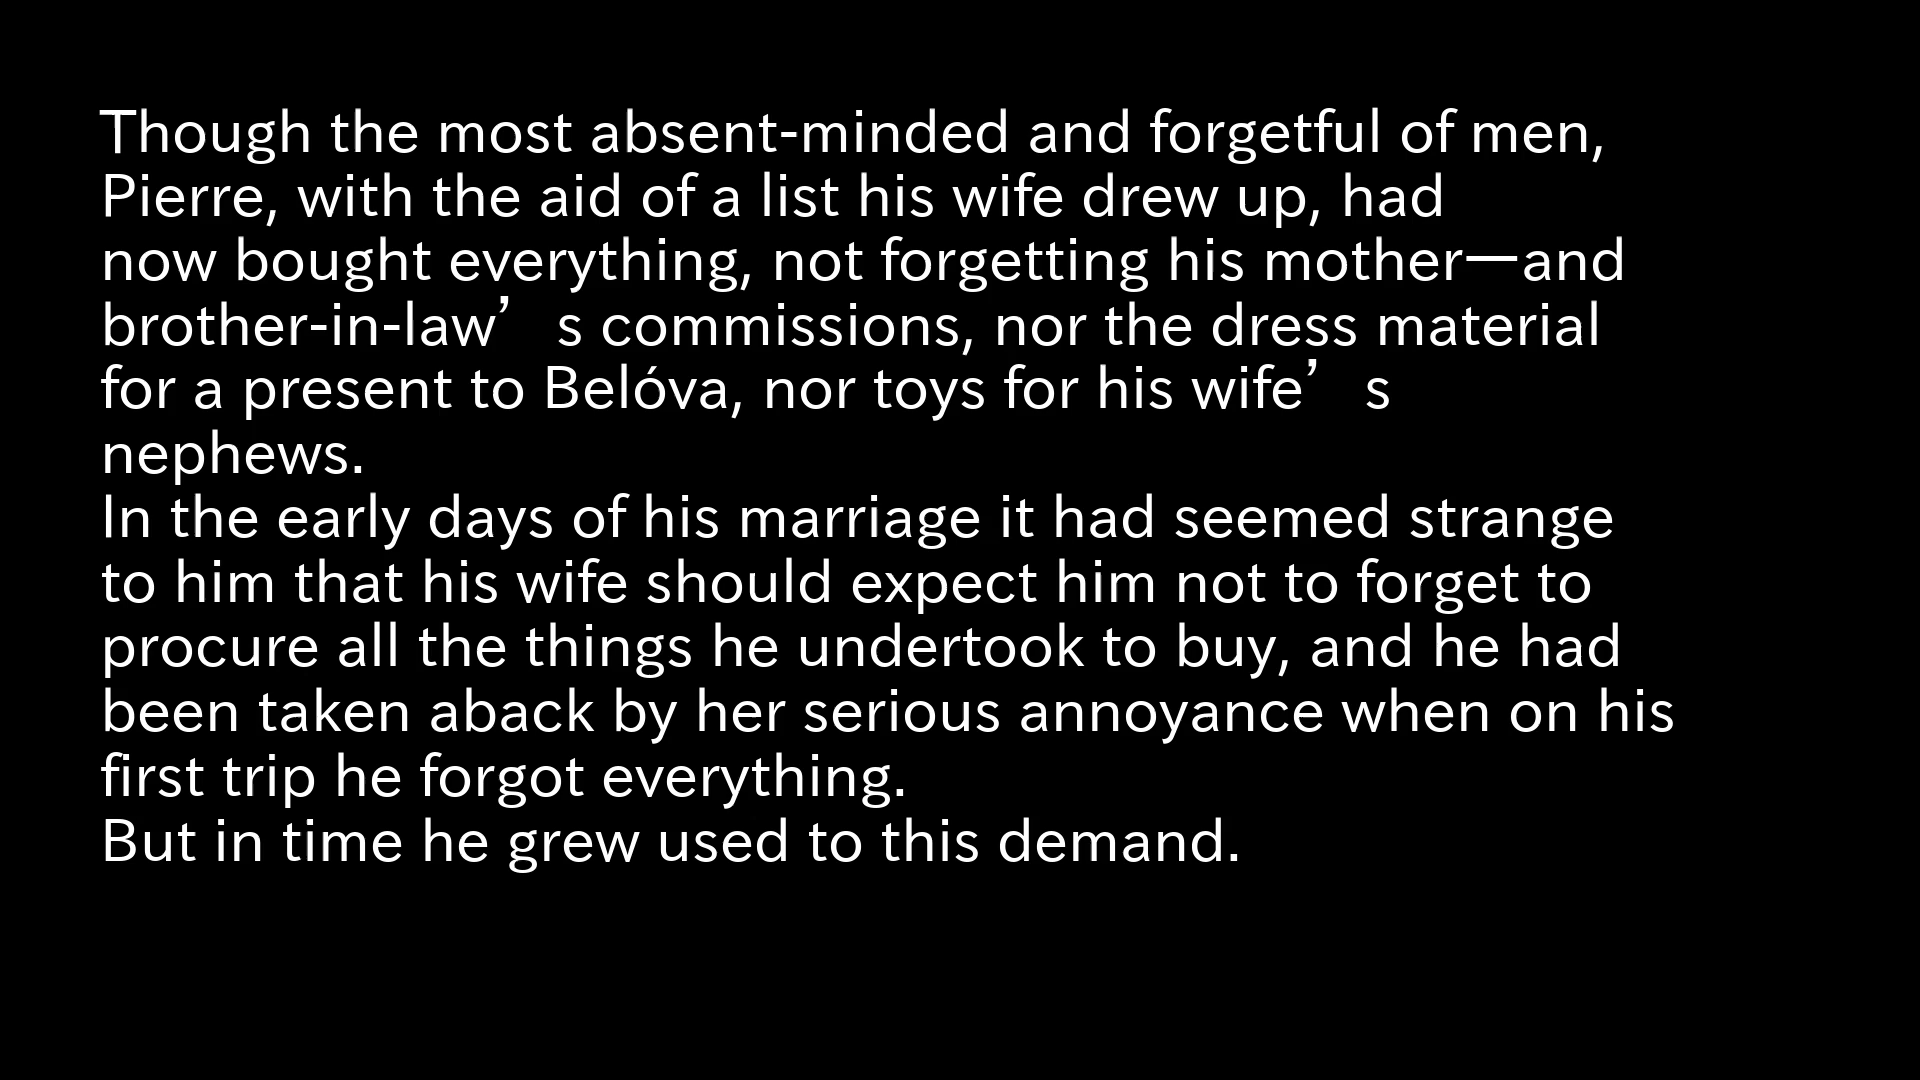 Though the most absent-minded and forgetful of men,
Pierre, with the aid of a list his wife drew up, had
now bought everything, not forgetting his mother—and
brother-in-law’s commissions, nor the dress material
for a present to Belóva, nor toys for his wife’s
nephews.
In the early days of his marriage it had seemed strange
to him that his wife should expect him not to forget to
procure all the things he undertook to buy, and he had
been taken aback by her serious annoyance when on his
first trip he forgot everything.
But in time he grew used to this demand.